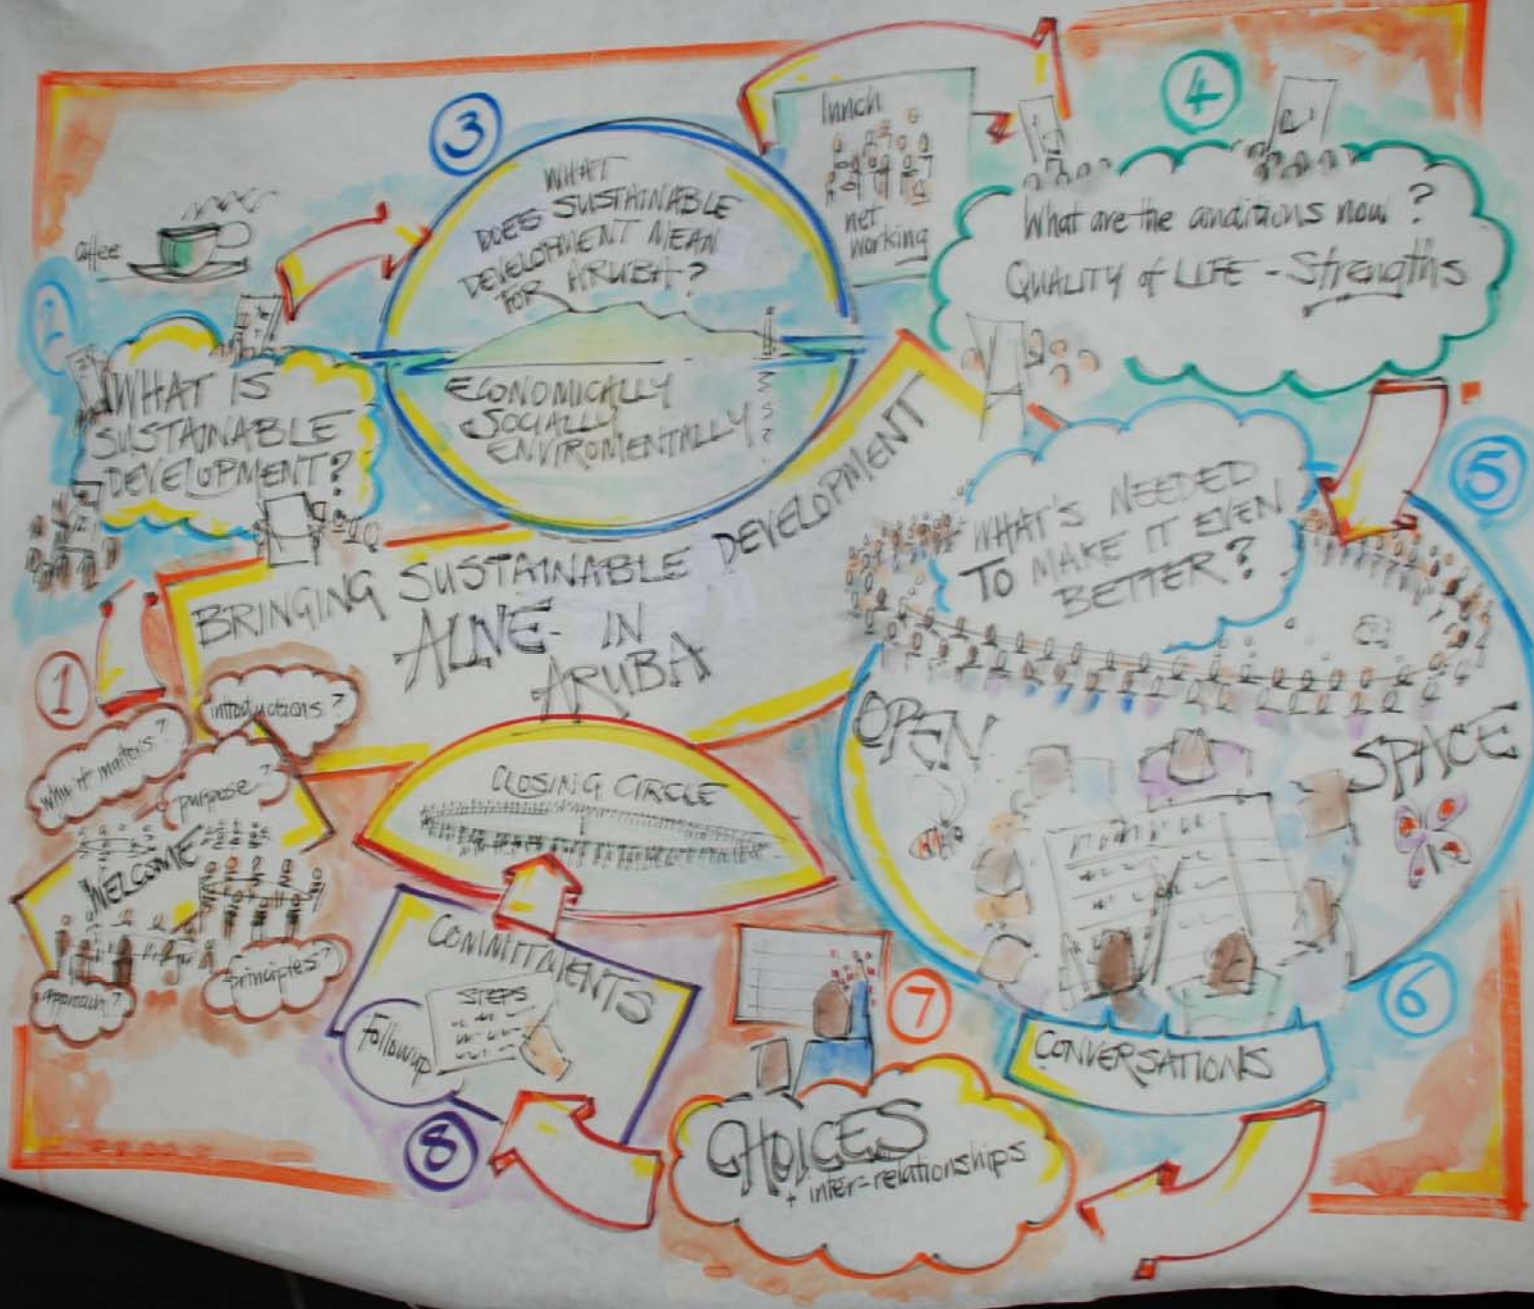 BRINGING SUSTAINABLE DEVELOPMENT
ALIVE IN
ARUBA
1
introductions?
why it matters?
purpose?
WELCOME
approach?
principles?
2
WHAT IS
SUSTAINABLE
DEVELOPMENT?
coffee
3
WHAT
DOES SUSTAINABLE
DEVELOPMENT MEAN
FOR ARUBA?
ECONOMICALLY
SOCIALLY
ENVIROMENTALLY
lunch
net
working
4
What are the conditions now?
QUALITY of LIFE - Strengths
5
WHAT'S NEEDED
TO MAKE IT EVEN
BETTER?
OPEN SPACE
6
CONVERSATIONS
7
CHOICES
+ inter-relationships
8
COMMITMENTS
STEPS
Followup
CLOSING CIRCLE